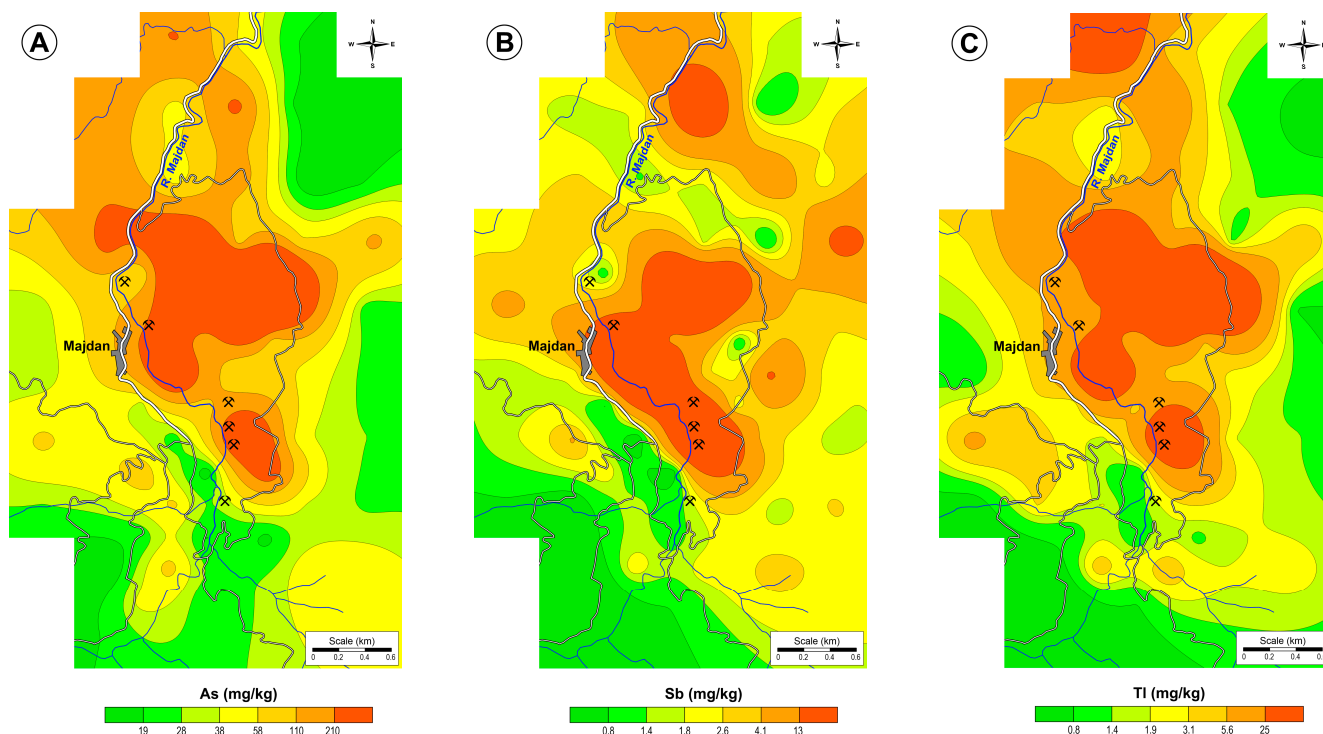 A
N
W E
S
R. Majdan
Majdan
Scale (km)
0 0.2 0.4 0.6
As (mg/kg)
19 28 38 58 110 210
B
N
W E
S
R. Majdan
Majdan
Scale (km)
0 0.2 0.4 0.6
Sb (mg/kg)
0.8 1.4 1.8 2.6 4.1 13
C
N
W E
S
R. Majdan
Majdan
Scale (km)
0 0.2 0.4 0.6
Tl (mg/kg)
0.8 1.4 1.9 3.1 5.6 25